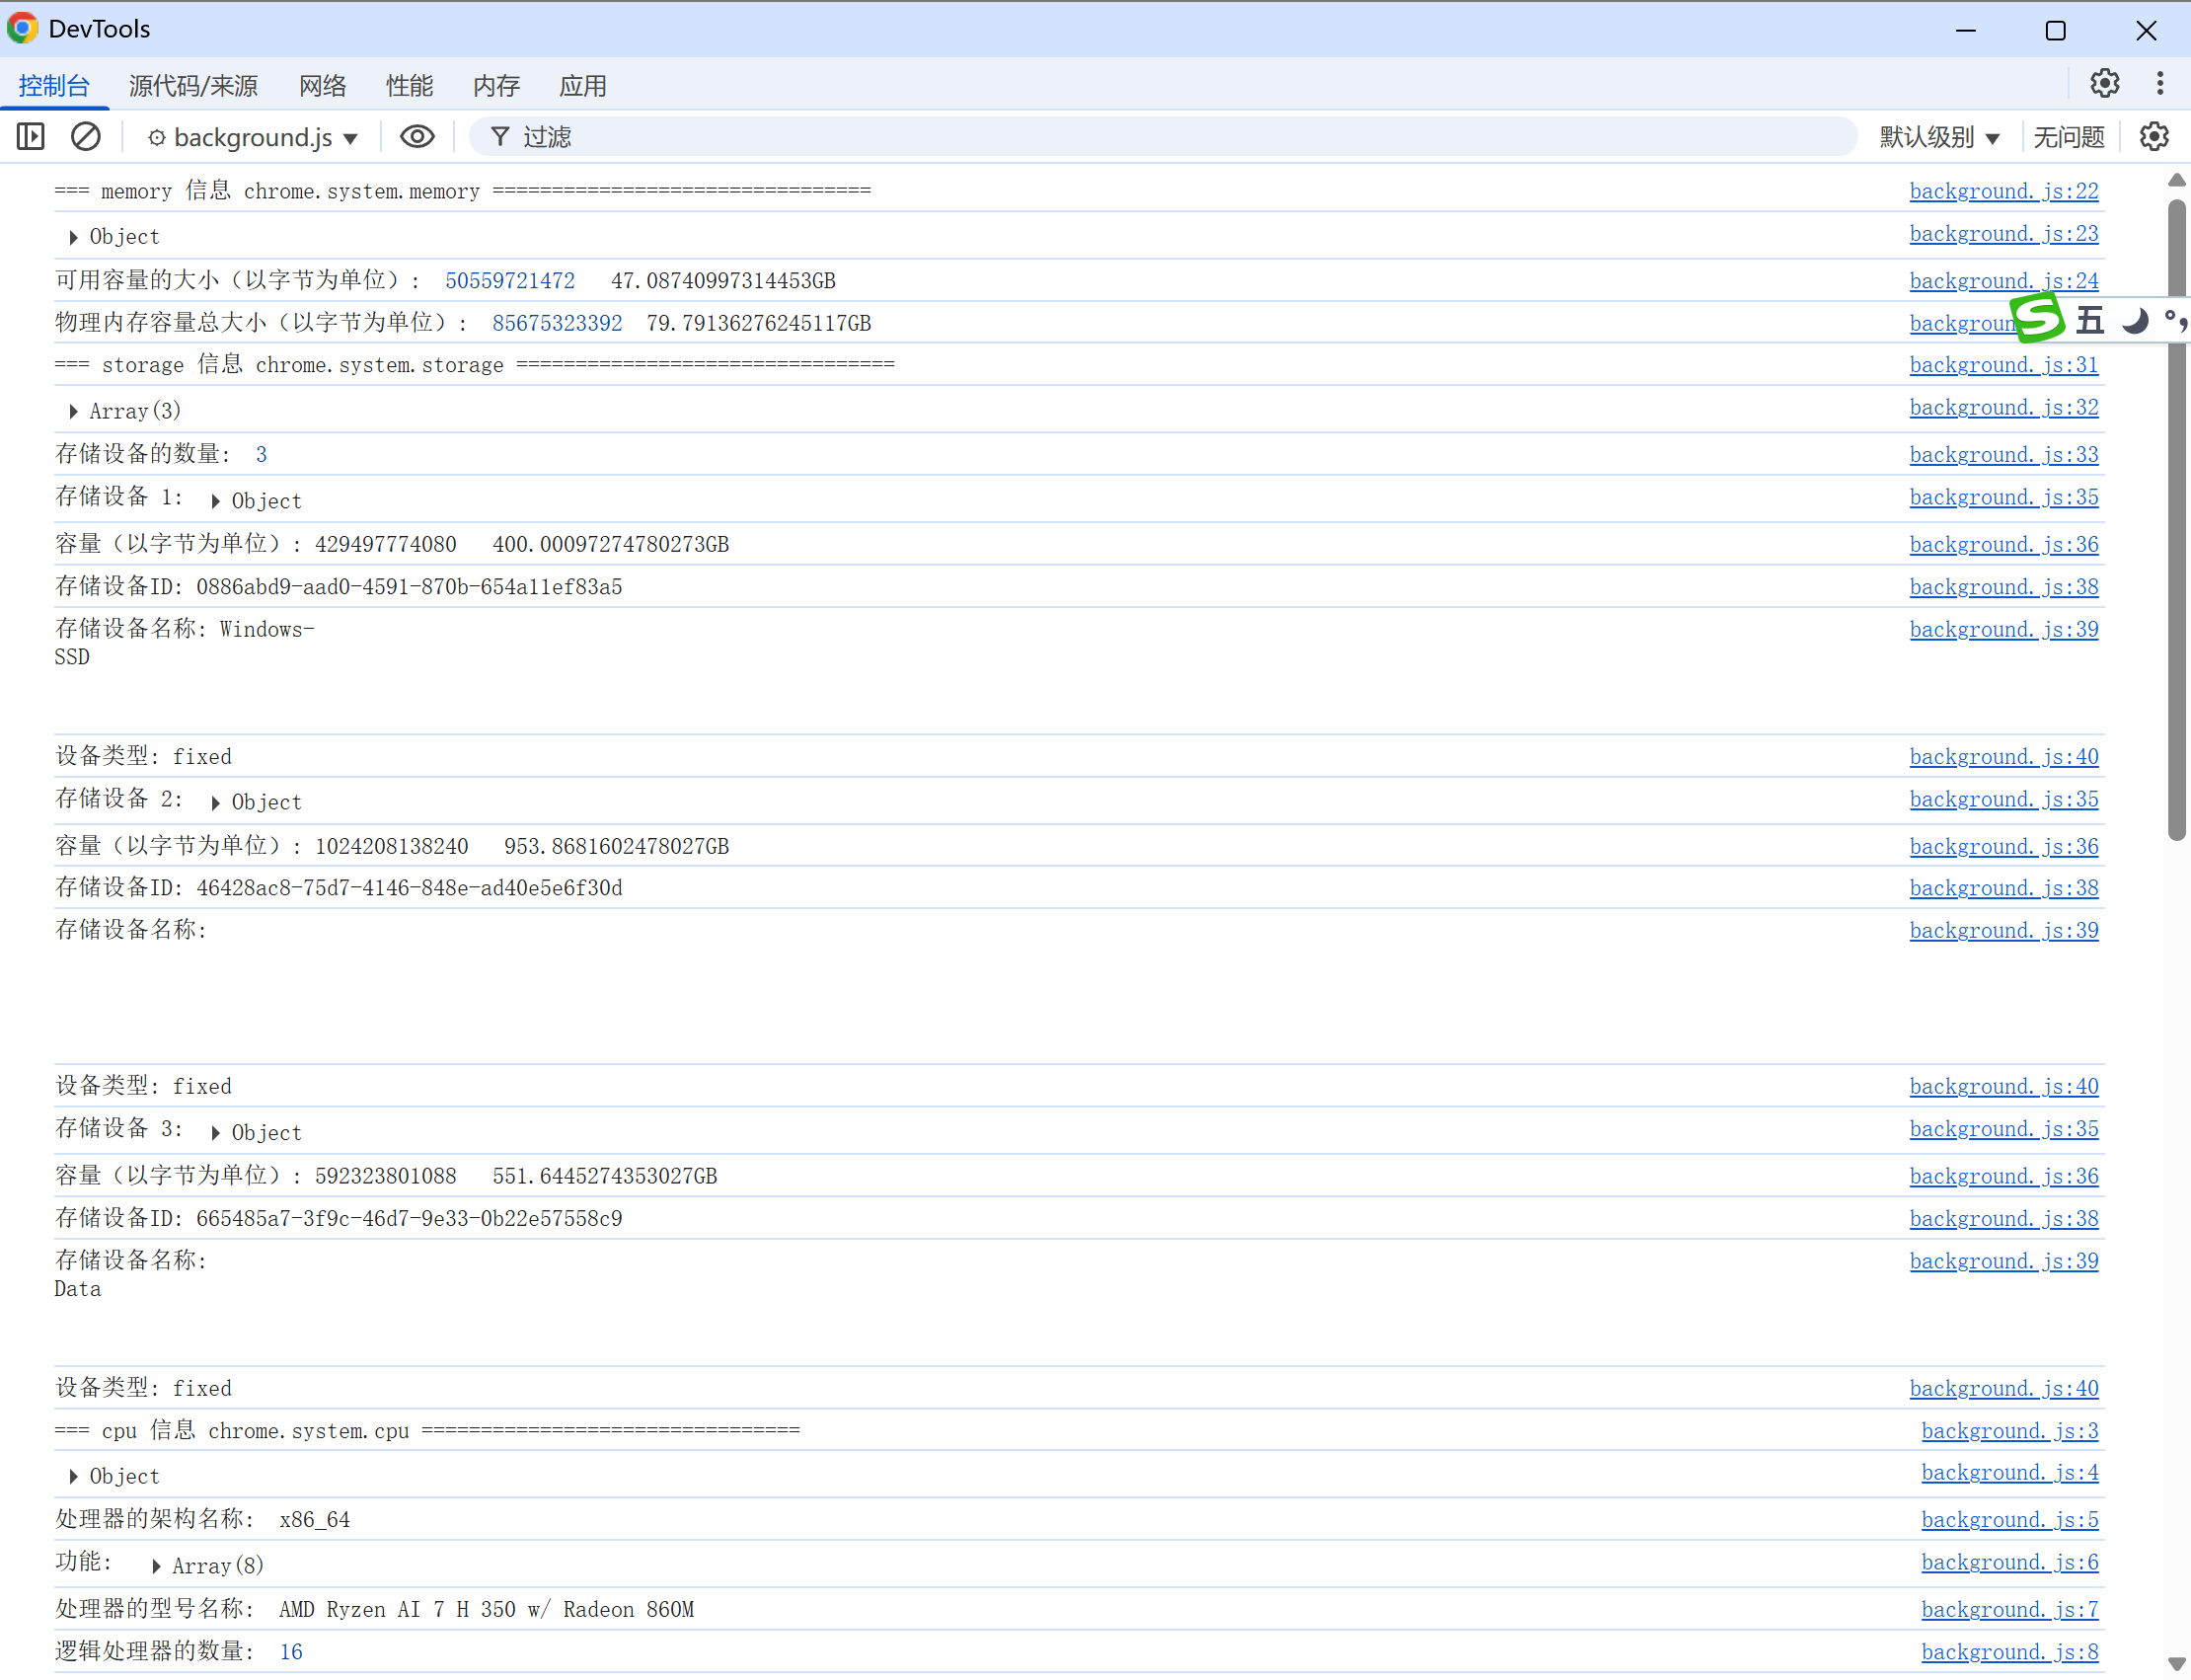 DevTools
控制台 源代码/来源 网络 性能 内存 应用
background.js ▼ 过滤 默认级别 ▼ 无问题
=== memory 信息 chrome.system.memory ================================ background.js:22
▶ Object background.js:23
可用容量的大小（以字节为单位）: 50559721472 47.08740997314453GB background.js:24
物理内存容量总大小（以字节为单位）: 85675323392 79.79136276245117GB
五
=== storage 信息 chrome.system.storage ================================ background.js:31
▶ Array(3) background.js:32
存储设备的数量: 3 background.js:33
存储设备 1: ▶ Object background.js:35
容量（以字节为单位）: 429497774080 400.00097274780273GB background.js:36
存储设备ID: 0886abd9-aad0-4591-870b-654a11ef83a5 background.js:38
存储设备名称: Windows- background.js:39
SSD
设备类型: fixed background.js:40
存储设备 2: ▶ Object background.js:35
容量（以字节为单位）: 1024208138240 953.8681602478027GB background.js:36
存储设备ID: 46428ac8-75d7-4146-848e-ad40e5e6f30d background.js:38
存储设备名称: background.js:39
设备类型: fixed background.js:40
存储设备 3: ▶ Object background.js:35
容量（以字节为单位）: 592323801088 551.6445274353027GB background.js:36
存储设备ID: 665485a7-3f9c-46d7-9e33-0b22e57558c9 background.js:38
存储设备名称: background.js:39
Data
设备类型: fixed background.js:40
=== cpu 信息 chrome.system.cpu ================================ background.js:3
▶ Object background.js:4
处理器的架构名称: x86_64 background.js:5
功能: ▶ Array(8) background.js:6
处理器的型号名称: AMD Ryzen AI 7 H 350 w/ Radeon 860M background.js:7
逻辑处理器的数量: 16 background.js:8